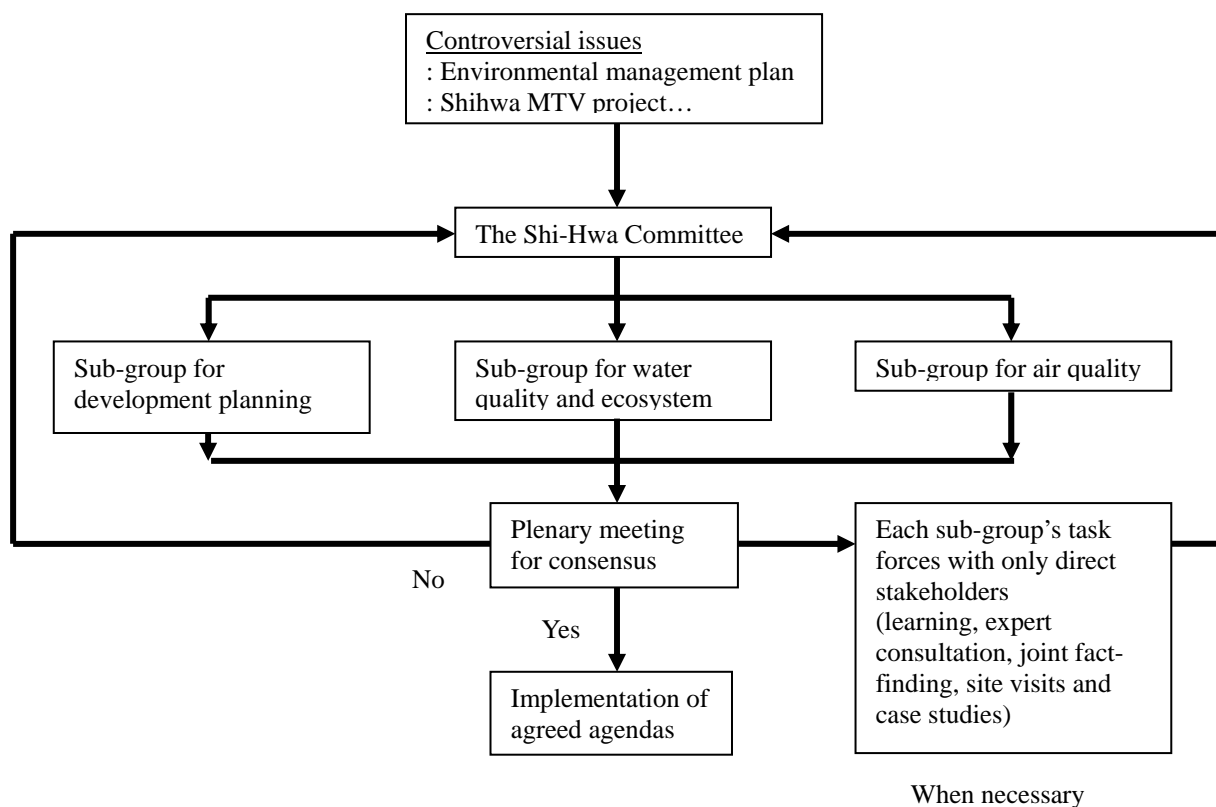 Controversial issues
: Environmental management plan
: Shihwa MTV project…
The Shi-Hwa Committee
Sub-group for
development planning
Sub-group for water
quality and ecosystem
Sub-group for air quality
Plenary meeting
for consensus
No
Yes
Implementation of
agreed agendas
Each sub-group’s task
forces with only direct
stakeholders
(learning, expert
consultation, joint fact-
finding, site visits and
case studies)
When necessary